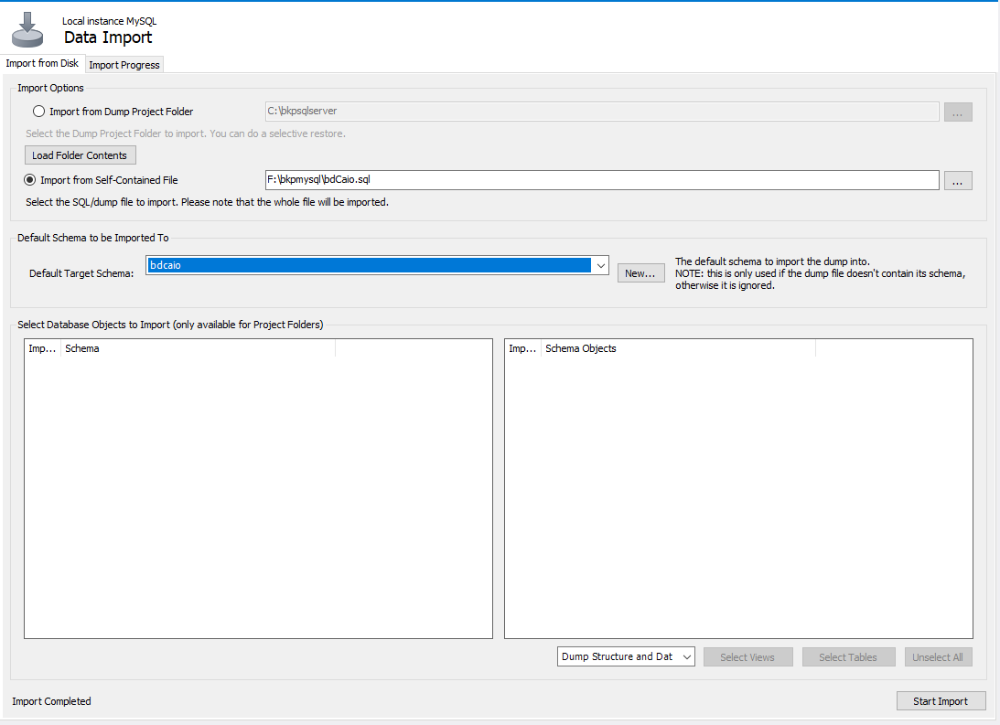 Local instance MySQL
Data Import
Import from Disk
Import Progress
Import Options
Import from Dump Project Folder
C:\bkpsqlserver
...
Select the Dump Project Folder to import. You can do a selective restore.
Load Folder Contents
Import from Self-Contained File
F:\bkpmysql\bdCaio.sql
...
Select the SQL/dump file to import. Please note that the whole file will be imported.
Default Schema to be Imported To
Default Target Schema:
bdcaio
New...
The default schema to import the dump into.
NOTE: this is only used if the dump file doesn't contain its schema,
otherwise it is ignored.
Select Database Objects to Import (only available for Project Folders)
Imp... Schema
Imp... Schema Objects
Dump Structure and Dat
Select Views
Select Tables
Unselect All
Import Completed
Start Import